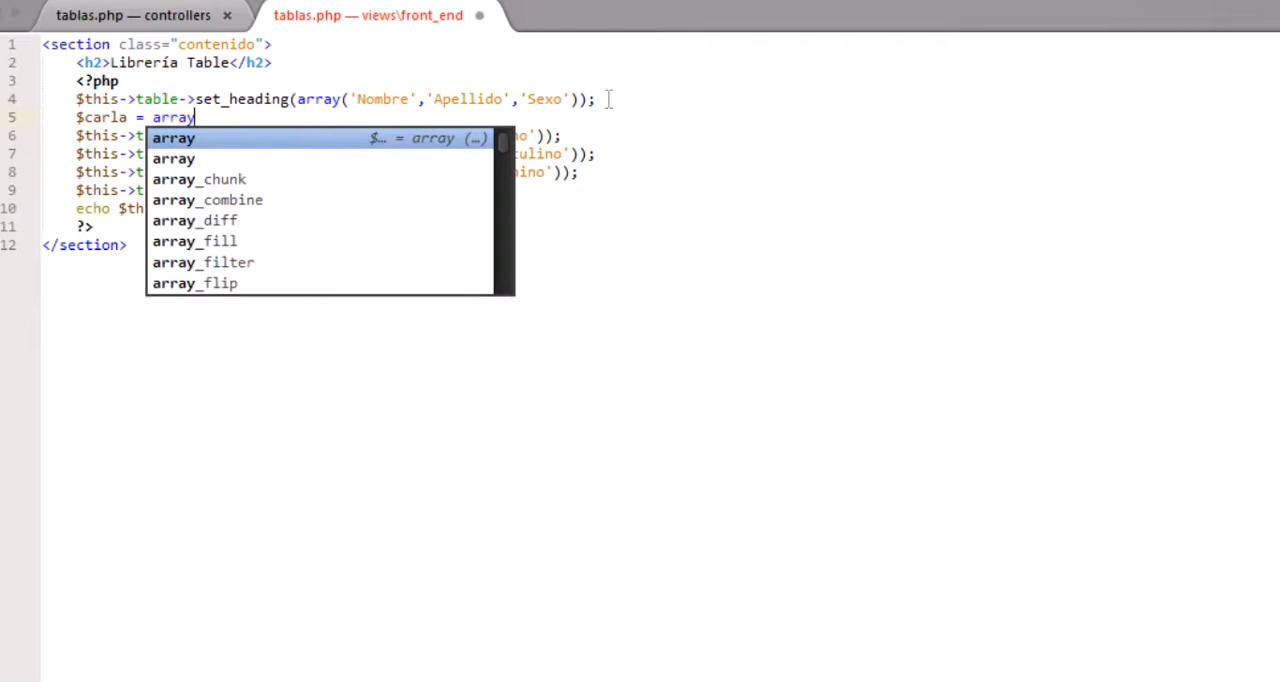 tablas.php — controllers ×
tablas.php — views\front_end
1 <section class="contenido">
2 <h2>Librería Table</h2>
3 <?php
4 $this->table->set_heading(array('Nombre','Apellido','Sexo'));
5 $carla = array
6 $this->t no'));
7 $this->t ulino'));
8 $this->t nino'));
9 $this->t
10 echo $th
11 ?>
12 </section>
array $… = array (…)
array
array_chunk
array_combine
array_diff
array_fill
array_filter
array_flip